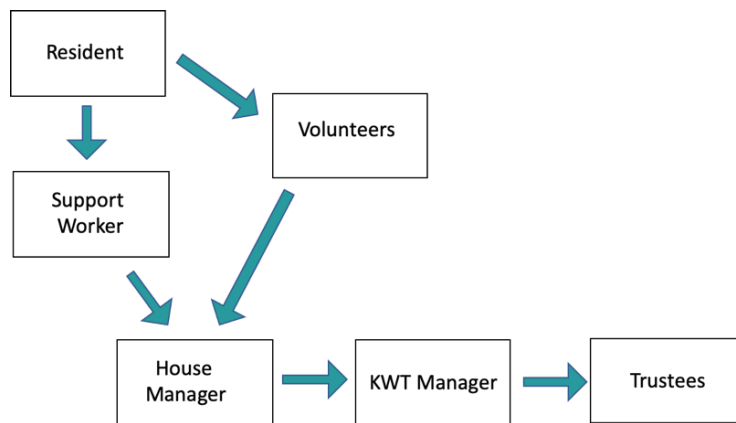 Resident
Volunteers
Support
Worker
House
Manager
KWT Manager
Trustees